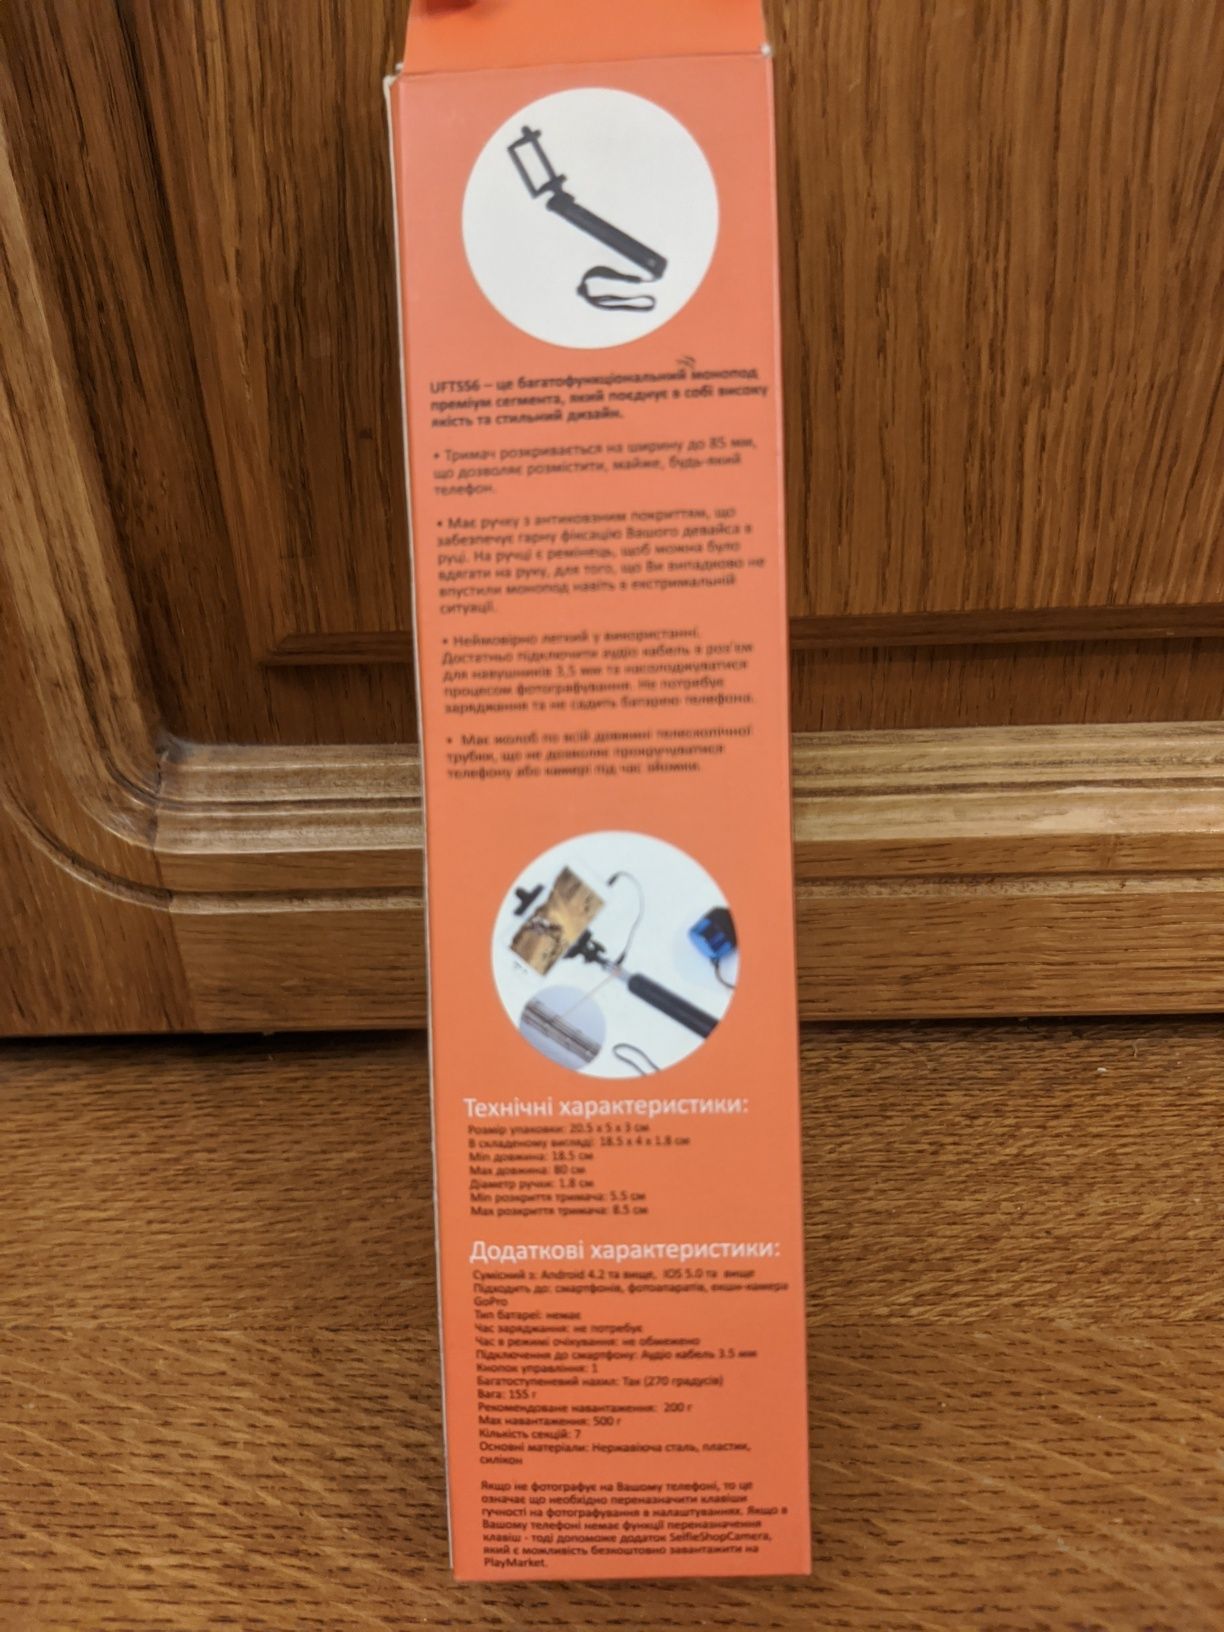 UFTSS6 – це багатофункціональний монопод
преміум сегмента, який поєднує в собі високу
якість та стильний дизайн.
• Тримач розкривається на ширину до 85 мм,
що дозволяє розмістити, майже, будь-який
телефон.
• Має ручку з антиковзним покриттям, що
забезпечує гарну фіксацію Вашого девайса в
руці. На ручці є ремінець, щоб можна було
вдягати на руку, для того, що Ви випадково не
впустили монопод навіть в екстримальній
ситуації.
• Неймовірно легкий у використанні.
Достатньо підключити аудіо кабель в роз'єм
для навушників 3,5 мм та насолоджуватися
процесом фотографування. Не потребує
заряджання та не садить батарею телефона.
• Має жолоб по всій довжині телескопічної
трубки, що не дозволяє прокручуватися
телефону або камері під час зйомки.
Технічні характеристики:
Розмір упаковки: 20.5 х 5 х 3 см
В складеному вигляді: 18.5 х 4 х 1.8 см
Міп довжина: 18.5 см
Мах довжина: 80 см
Діаметр ручки: 1.8 см
Міп розкриття тримача: 5.5 см
Мах розкриття тримача: 8.5 см
Додаткові характеристики:
Сумісний з: Android 4.2 та вище, IOS 5.0 та вище
Підходить до: смартфонів, фотоапаратів, екшн-камера
GoPro
Тип батареї: немає
Час заряджання: не потребує
Час в режимі очікування: не обмежено
Підключення до смартфону: Аудіо кабель 3.5 мм
Кнопок управління: 1
Багатоступеневий нахил: Так (270 градусів)
Вага: 155 г
Рекомендоване навантаження: 200 г
Мах навантаження: 500 г
Кількість секцій: 7
Основні матеріали: Нержавіюча сталь, пластик,
силікон
Якщо не фотографує на Вашому телефоні, то це
означає що необхідно переназначити клавіши
гучності на фотографування в налаштуваннях. Якщо в
Вашому телефоні немає функції переназначення
клавіш - тоді допоможе додаток SelfieShopCamera,
який є можливість безкоштовно завантажити на
PlayMarket.